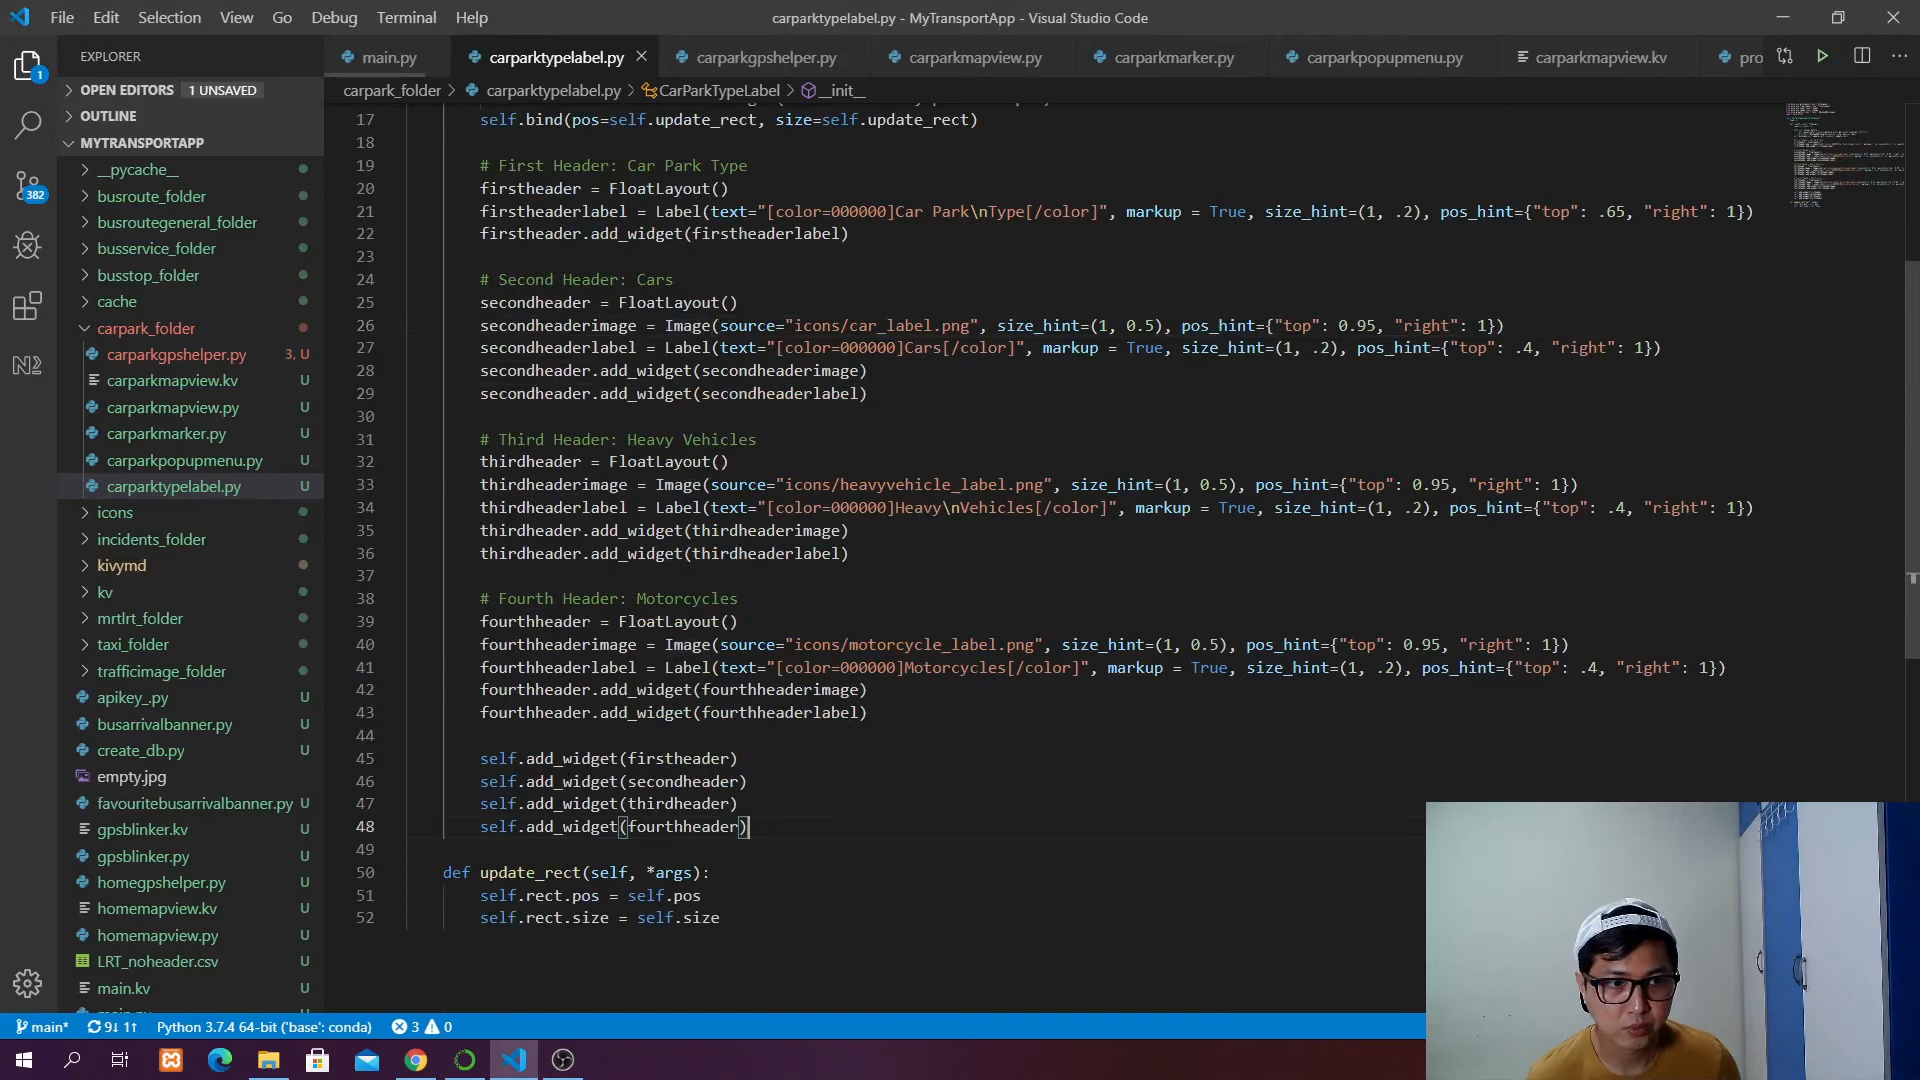 File Edit Selection View Go Debug Terminal Help
carparktypelabel.py - MyTransportApp - Visual Studio Code
EXPLORER
main.py carparktypelabel.py carparkgpshelper.py carparkmapview.py carparkmarker.py carparkpopupmenu.py carparkmapview.kv pro
1
OPEN EDITORS 1 UNSAVED
carpark_folder > carparktypelabel.py > CarParkTypeLabel > __init__
OUTLINE
MYTRANSPORTAPP
__pycache__
busroute_folder
busroutegeneral_folder
busservice_folder
busstop_folder
cache
carpark_folder
carparkgpshelper.py 3, U
carparkmapview.kv U
carparkmapview.py U
carparkmarker.py U
carparkpopupmenu.py U
carparktypelabel.py U
icons
incidents_folder
kivymd
kv
mrtlrt_folder
taxi_folder
trafficimage_folder
apikey_.py U
busarrivalbanner.py U
create_db.py U
empty.jpg
favouritebusarrivalbanner.py U
gpsblinker.kv U
gpsblinker.py U
homegpshelper.py U
homemapview.kv U
homemapview.py U
LRT_noheader.csv U
main.kv U
382
17 self.bind(pos=self.update_rect, size=self.update_rect)
18
19 # First Header: Car Park Type
20 firstheader = FloatLayout()
21 firstheaderlabel = Label(text="[color=000000]Car Park\nType[/color]", markup = True, size_hint=(1, .2), pos_hint={"top": .65, "right": 1})
22 firstheader.add_widget(firstheaderlabel)
23
24 # Second Header: Cars
25 secondheader = FloatLayout()
26 secondheaderimage = Image(source="icons/car_label.png", size_hint=(1, 0.5), pos_hint={"top": 0.95, "right": 1})
27 secondheaderlabel = Label(text="[color=000000]Cars[/color]", markup = True, size_hint=(1, .2), pos_hint={"top": .4, "right": 1})
28 secondheader.add_widget(secondheaderimage)
29 secondheader.add_widget(secondheaderlabel)
30
31 # Third Header: Heavy Vehicles
32 thirdheader = FloatLayout()
33 thirdheaderimage = Image(source="icons/heavyvehicle_label.png", size_hint=(1, 0.5), pos_hint={"top": 0.95, "right": 1})
34 thirdheaderlabel = Label(text="[color=000000]Heavy\nVehicles[/color]", markup = True, size_hint=(1, .2), pos_hint={"top": .4, "right": 1})
35 thirdheader.add_widget(thirdheaderimage)
36 thirdheader.add_widget(thirdheaderlabel)
37
38 # Fourth Header: Motorcycles
39 fourthheader = FloatLayout()
40 fourthheaderimage = Image(source="icons/motorcycle_label.png", size_hint=(1, 0.5), pos_hint={"top": 0.95, "right": 1})
41 fourthheaderlabel = Label(text="[color=000000]Motorcycles[/color]", markup = True, size_hint=(1, .2), pos_hint={"top": .4, "right": 1})
42 fourthheader.add_widget(fourthheaderimage)
43 fourthheader.add_widget(fourthheaderlabel)
44
45 self.add_widget(firstheader)
46 self.add_widget(secondheader)
47 self.add_widget(thirdheader)
48 self.add_widget(fourthheader)
49
50 def update_rect(self, *args):
51 self.rect.pos = self.pos
52 self.rect.size = self.size
main* 9↓ 1↑ Python 3.7.4 64-bit ('base': conda) 3 0